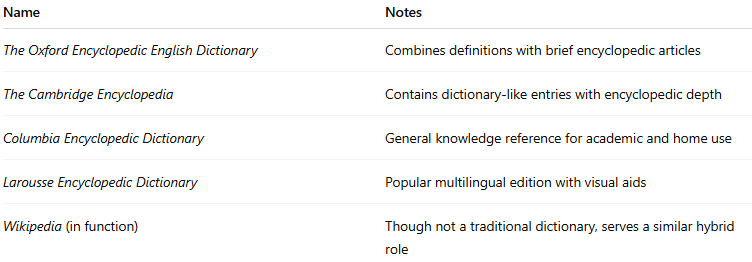 Name Notes
The Oxford Encyclopedic English Dictionary Combines definitions with brief encyclopedic articles
The Cambridge Encyclopedia Contains dictionary-like entries with encyclopedic depth
Columbia Encyclopedic Dictionary General knowledge reference for academic and home use
Larousse Encyclopedic Dictionary Popular multilingual edition with visual aids
Wikipedia (in function) Though not a traditional dictionary, serves a similar hybrid
role